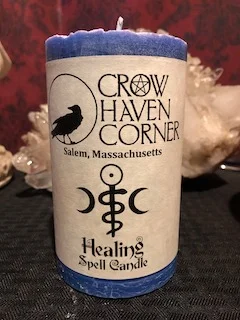 CROW
HAVEN
CORNER
Salem, Massachusetts
Healing
Spell Candle